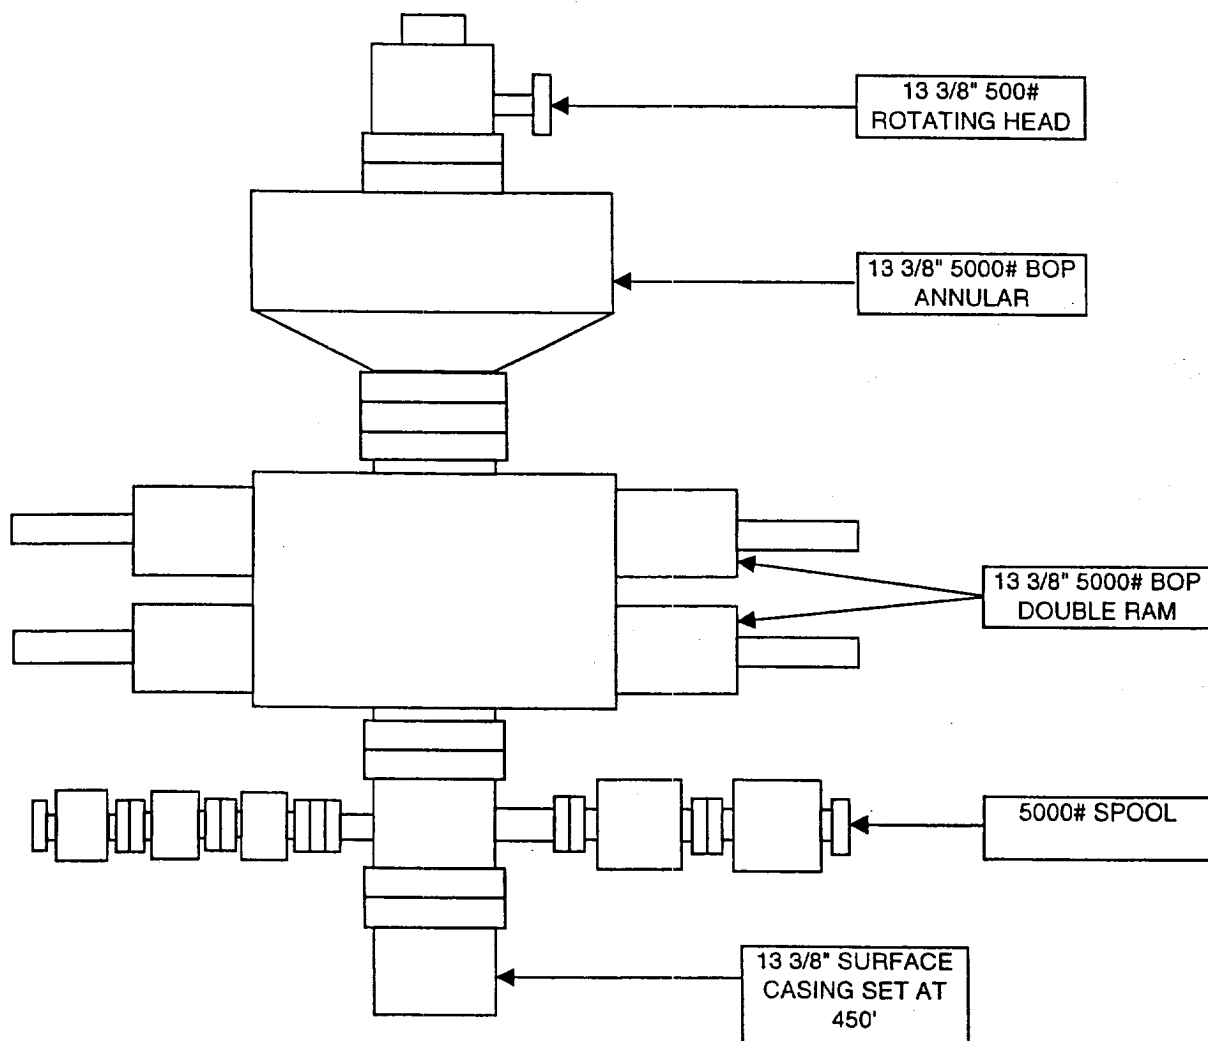 13 3/8" 500#
ROTATING HEAD
13 3/8" 5000# BOP
ANNULAR
13 3/8" 5000# BOP
DOUBLE RAM
5000# SPOOL
13 3/8" SURFACE
CASING SET AT
450'